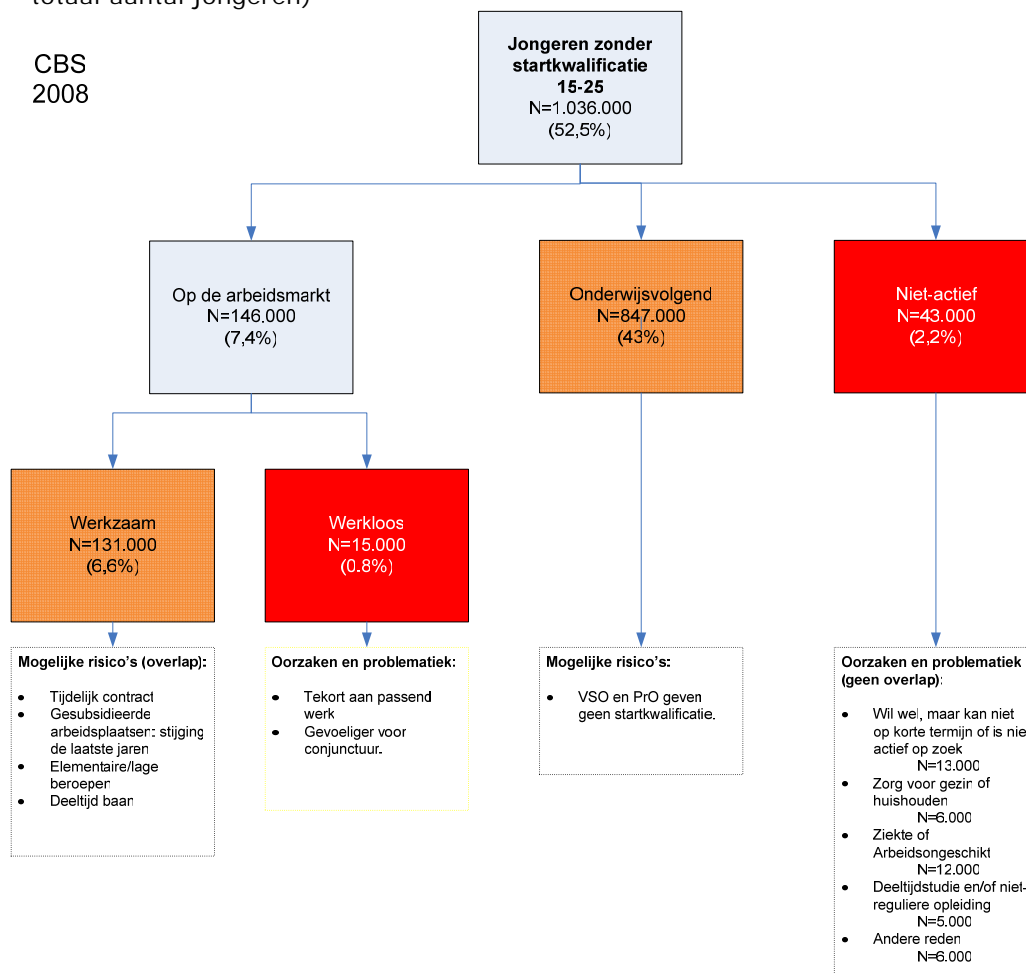 totaal aantal jongeren)
CBS
2008
Jongeren zonder
startkwalificatie
15-25
N=1.036.000
(52,5%)
Op de arbeidsmarkt
N=146.000
(7,4%)
Onderwijsvolgend
N=847.000
(43%)
Niet-actief
N=43.000
(2,2%)
Werkzaam
N=131.000
(6,6%)
Werkloos
N=15.000
(0.8%)
Mogelijke risico's (overlap):
• Tijdelijk contract
• Gesubsidieerde
arbeidsplaatsen: stijging
de laatste jaren
• Elementaire/lage
beroepen
• Deeltijd baan
Oorzaken en problematiek:
• Tekort aan passend
werk
• Gevoeliger voor
conjunctuur.
Mogelijke risico's:
• VSO en PrO geven
geen startkwalificatie.
Oorzaken en problematiek
(geen overlap):
• Wil wel, maar kan niet
op korte termijn of is nie
actief op zoek
N=13.000
• Zorg voor gezin of
huishouden
N=6.000
• Ziekte of
Arbeidsongeschikt
N=12.000
• Deeltijdstudie en/of niet-
reguliere opleiding
N=5.000
• Andere reden
N=6.000